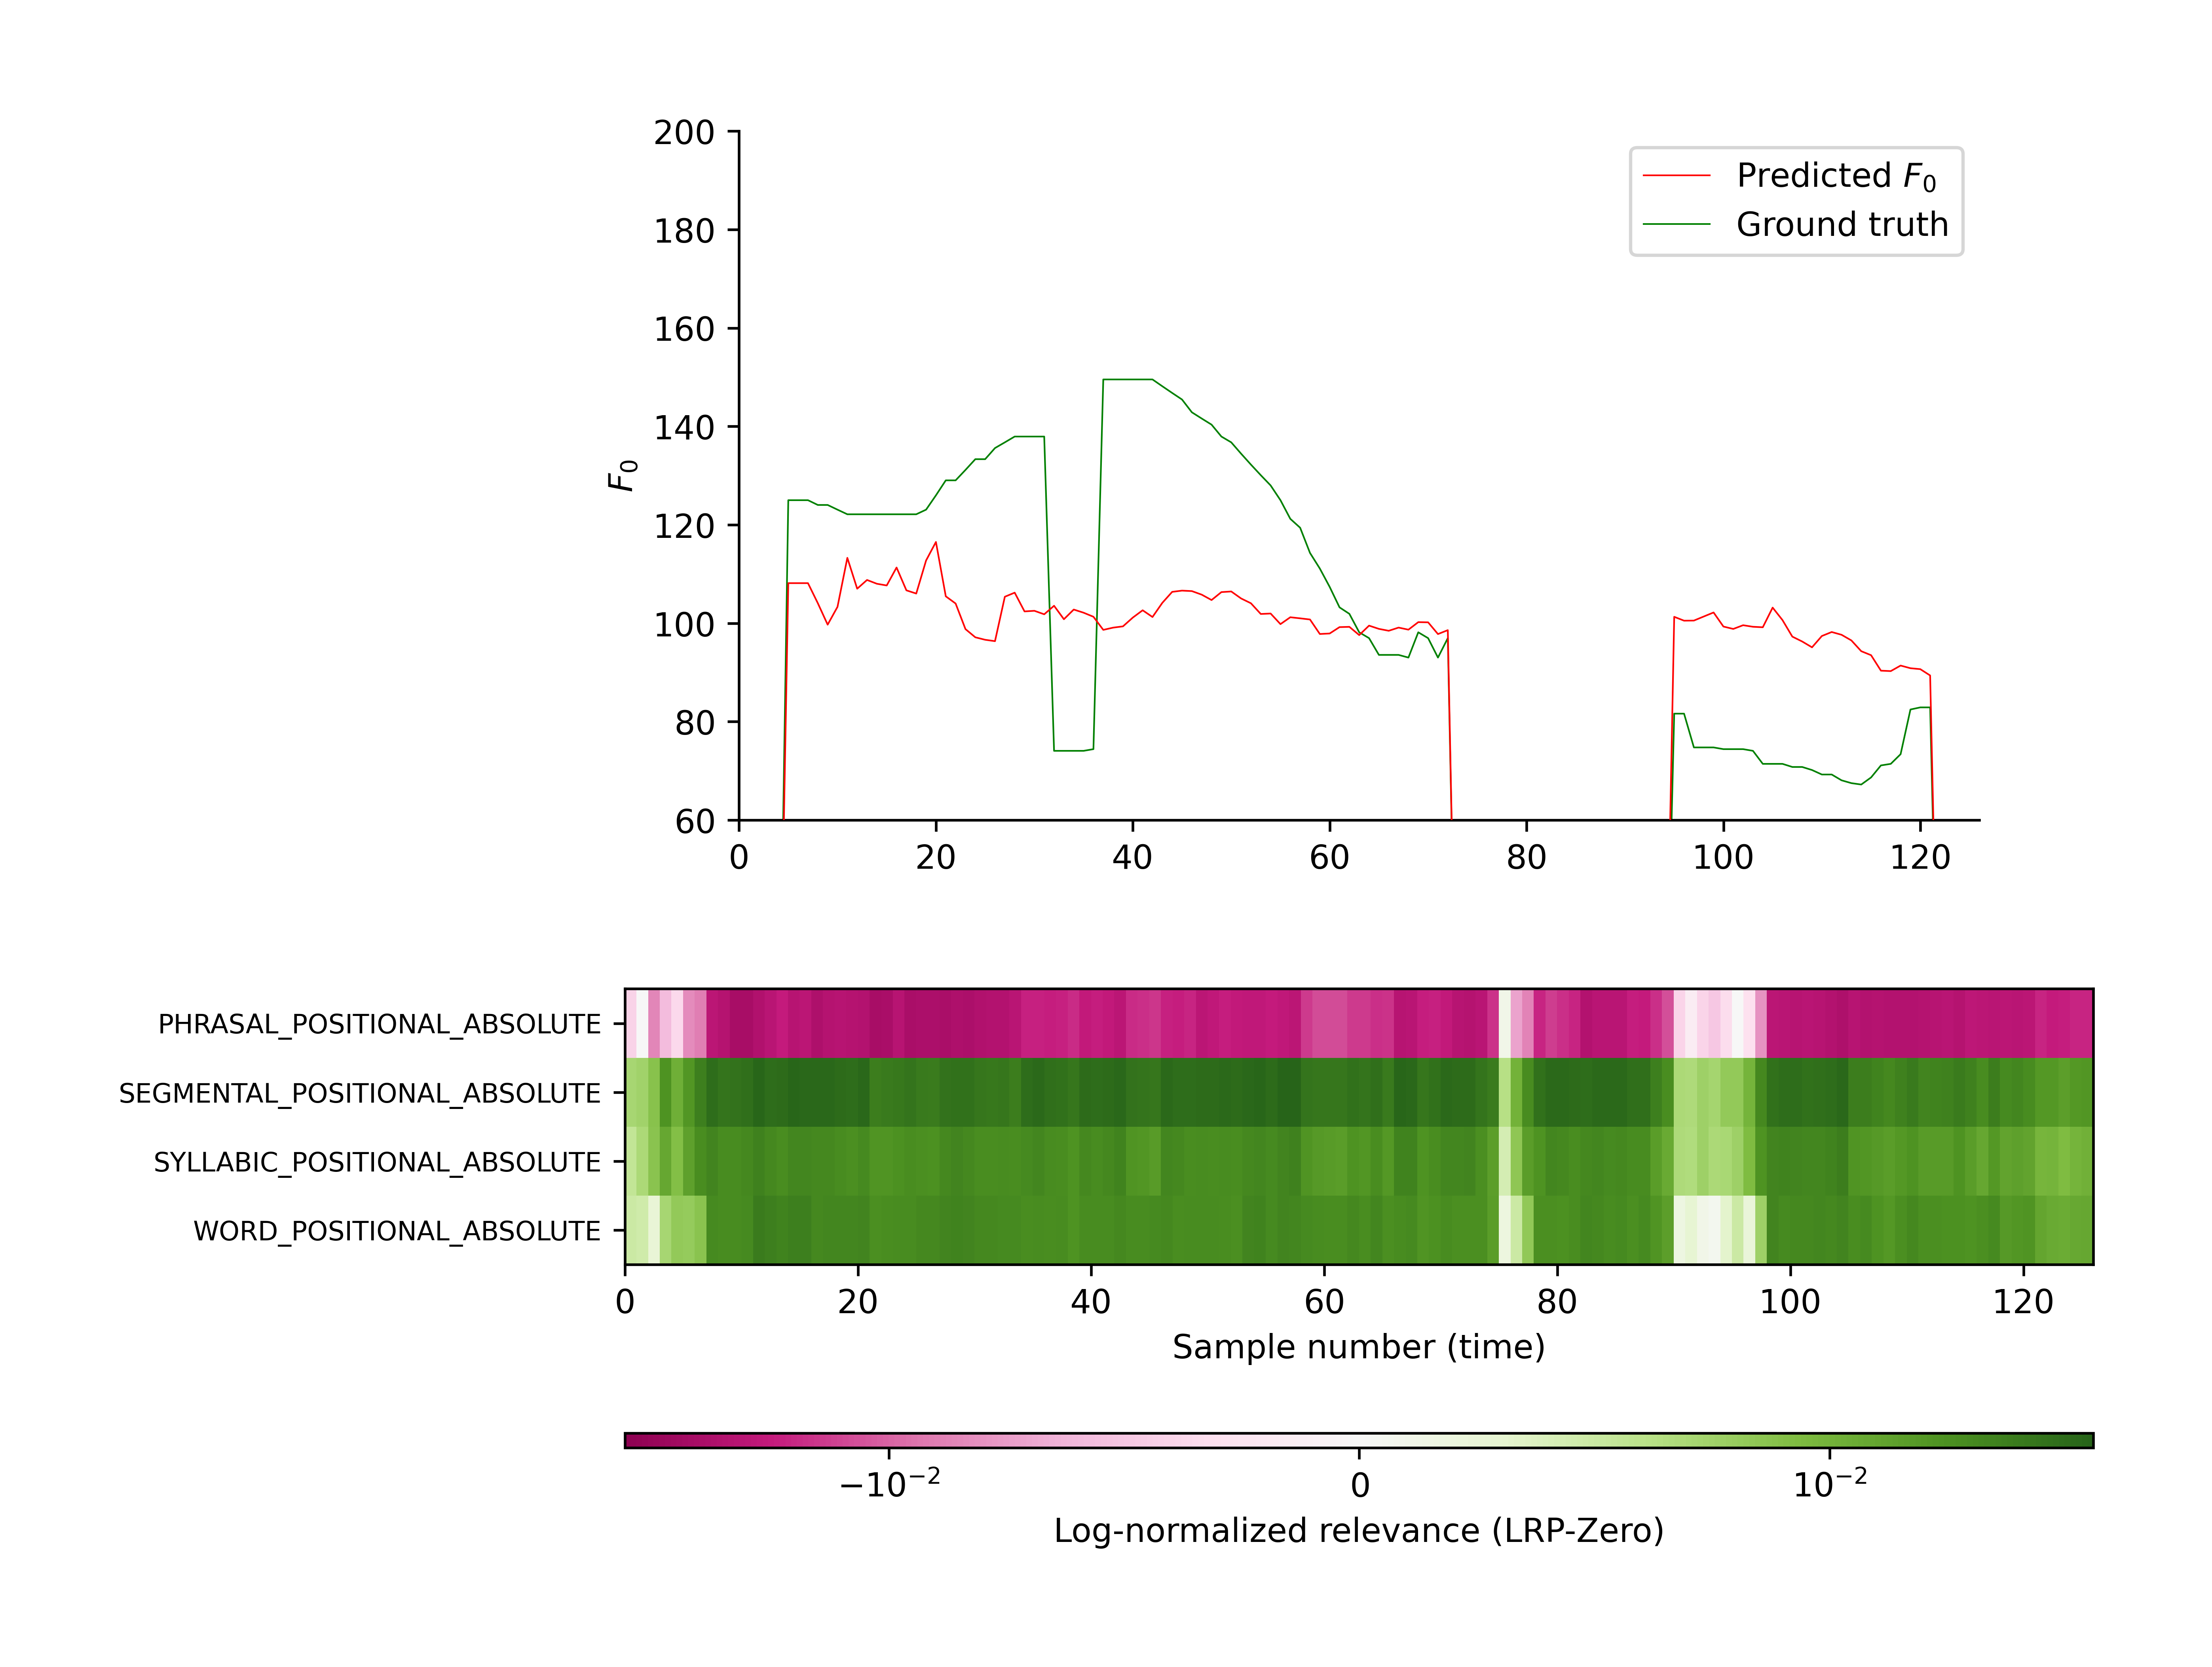 200
180
160
140
120
100
80
60
F0
Predicted F0
Ground truth
0 20 40 60 80 100 120
PHRASAL_POSITIONAL_ABSOLUTE
SEGMENTAL_POSITIONAL_ABSOLUTE
SYLLABIC_POSITIONAL_ABSOLUTE
WORD_POSITIONAL_ABSOLUTE
0 20 40 60 80 100 120
Sample number (time)
−10⁻² 0 10⁻²
Log-normalized relevance (LRP-Zero)